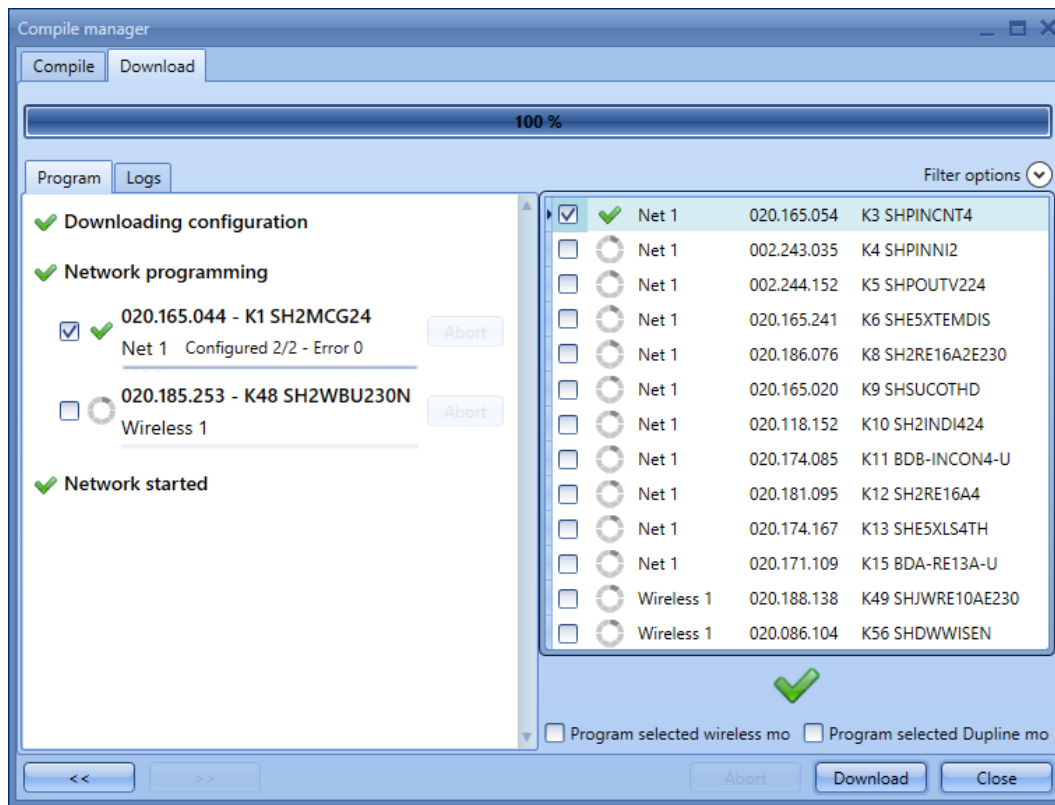 Compile manager
Compile Download
100 %
Program Logs
Filter options
Downloading configuration
Network programming
020.165.044 - K1 SH2MCG24
Net 1 Configured 2/2 - Error 0
Abort
020.185.253 - K48 SH2WBU230N
Wireless 1
Abort
Network started
Net 1 020.165.054 K3 SHPINCNT4
Net 1 002.243.035 K4 SHPINNI2
Net 1 002.244.152 K5 SHPOUTV224
Net 1 020.165.241 K6 SHE5XTEMDIS
Net 1 020.186.076 K8 SH2RE16A2E230
Net 1 020.165.020 K9 SHSUCOTHD
Net 1 020.118.152 K10 SH2INDI424
Net 1 020.174.085 K11 BDB-INCON4-U
Net 1 020.181.095 K12 SH2RE16A4
Net 1 020.174.167 K13 SHE5XLS4TH
Net 1 020.171.109 K15 BDA-RE13A-U
Wireless 1 020.188.138 K49 SHJWRE10AE230
Wireless 1 020.086.104 K56 SHDWWISEN
Program selected wireless mo Program selected Dupline mo
<< >> Abort Download Close